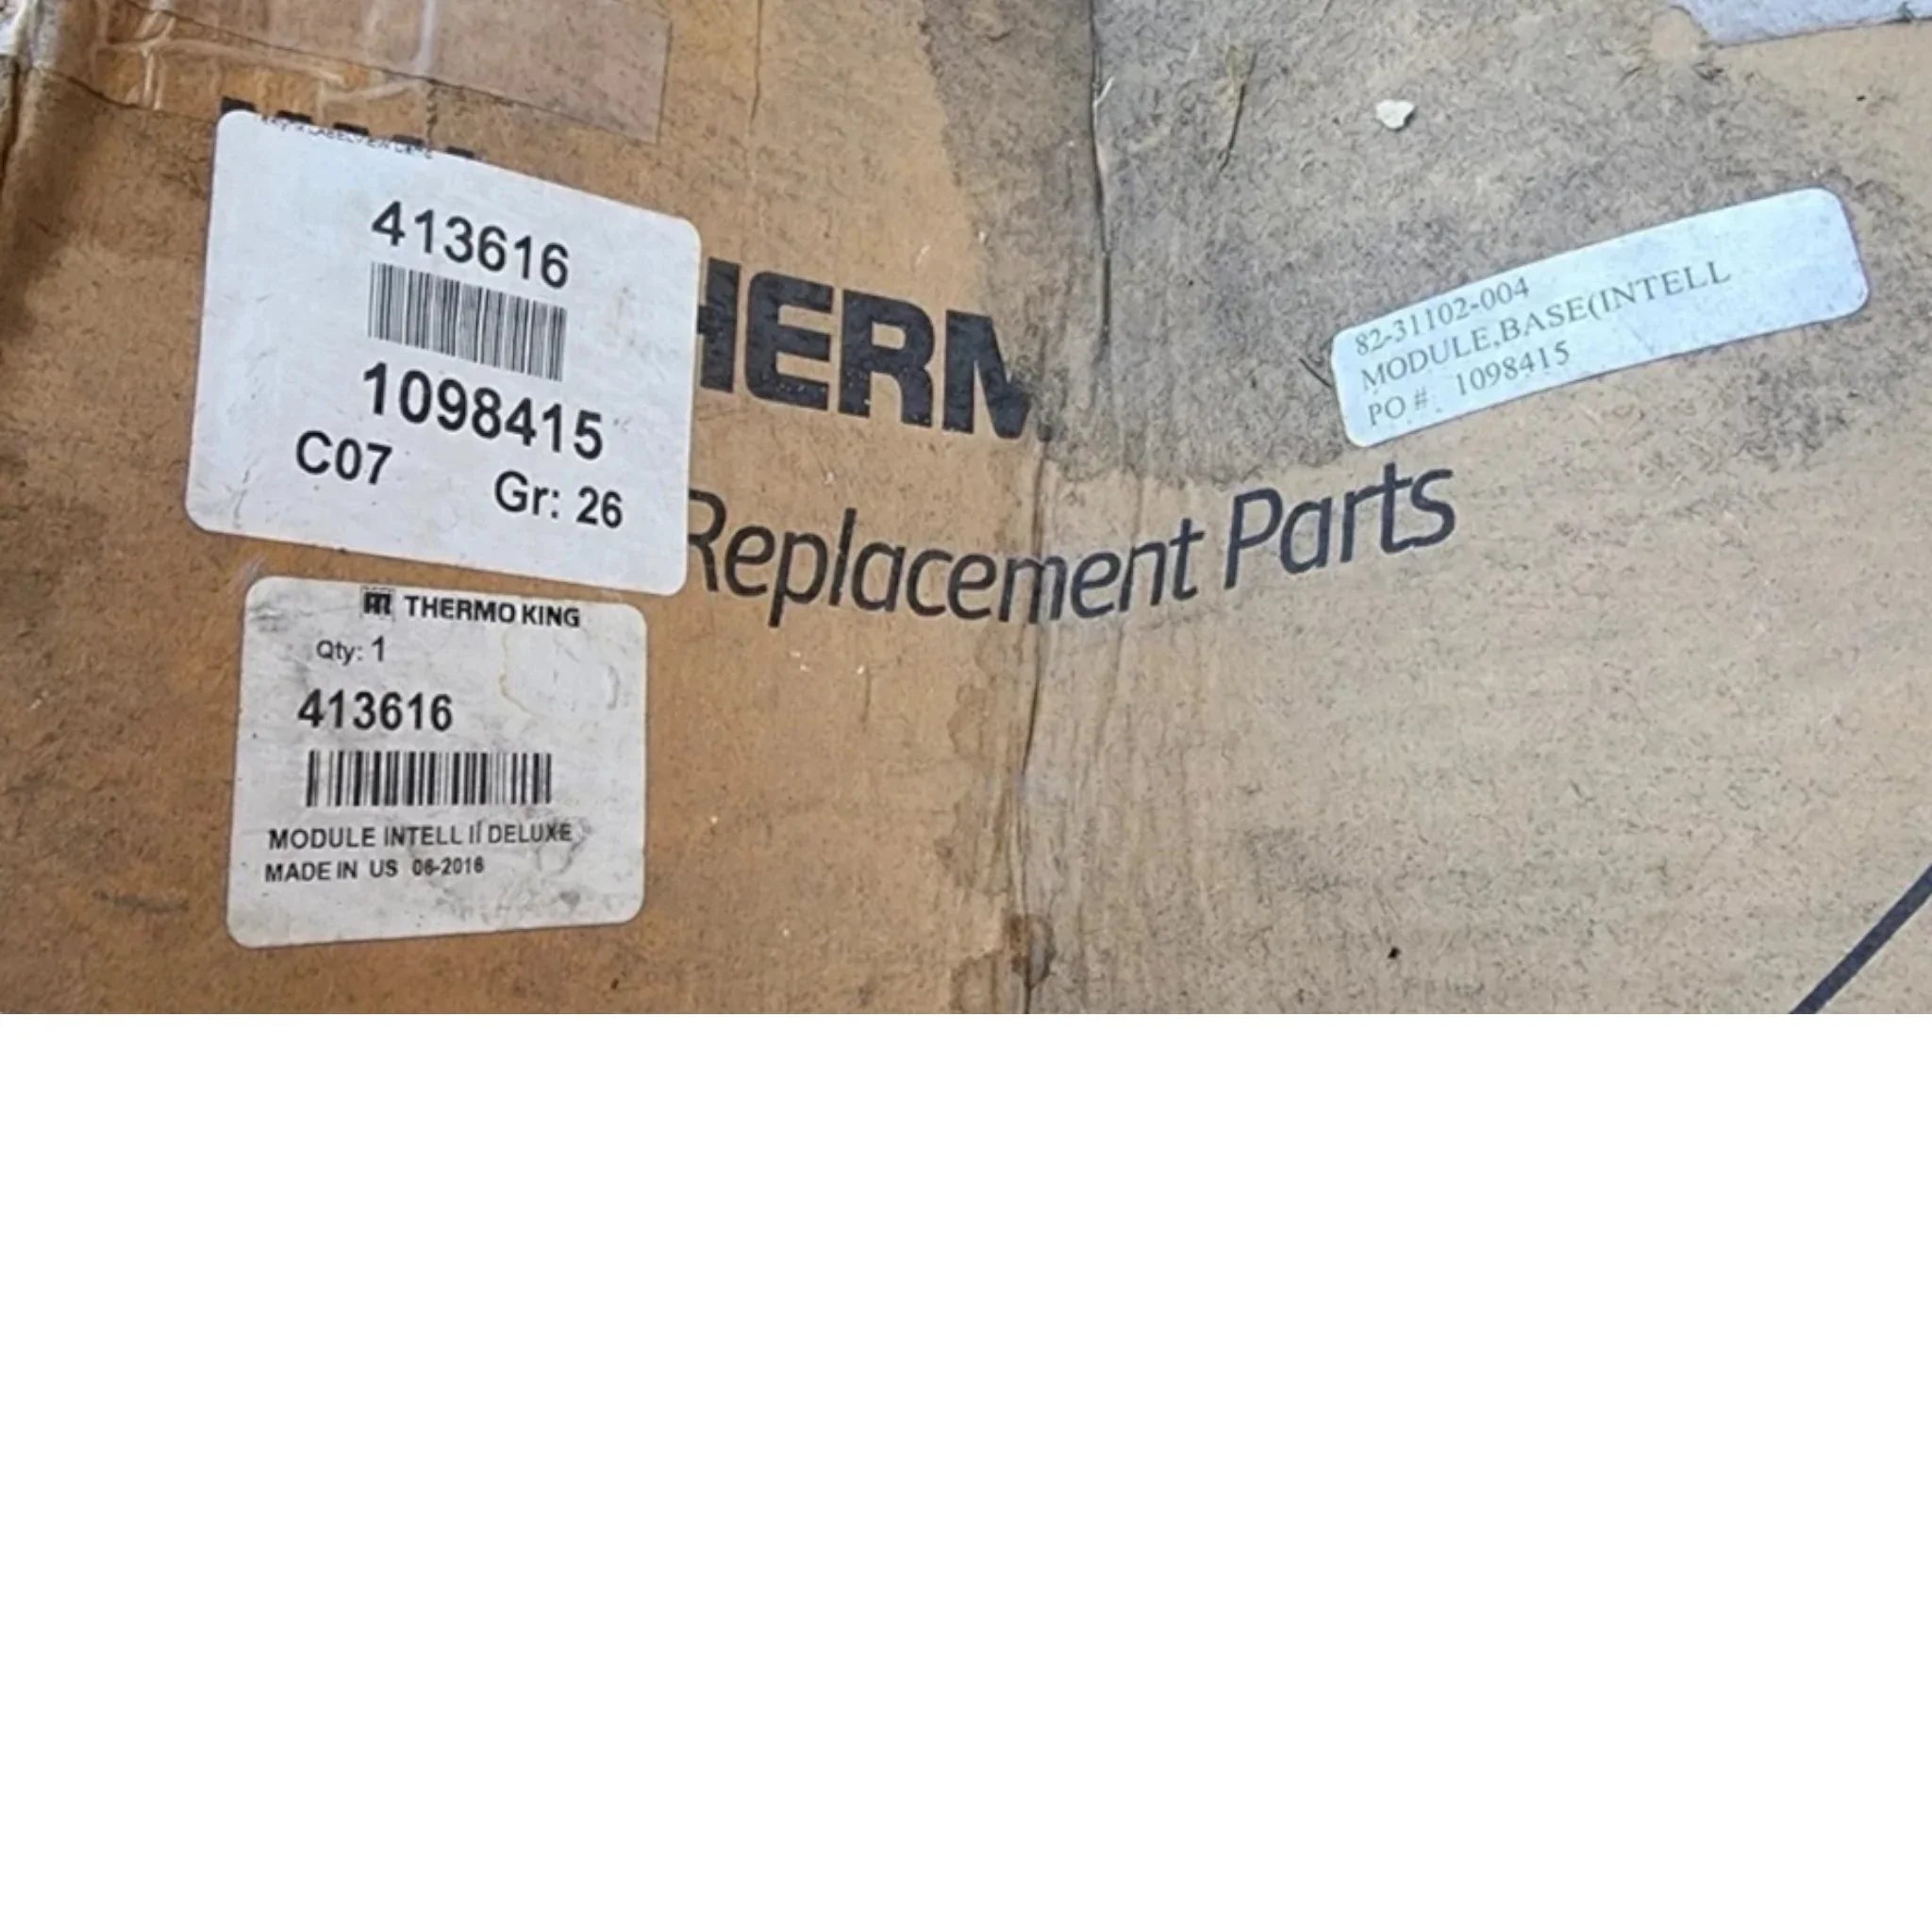 413616
1098415
C07 Gr: 26
HERM
Replacement Parts
82-31102-004
MODULE,BASE(INTELL
PO #: 1098415
THERMO KING
Qty: 1
413616
MODULE INTELL II DELUXE
MADE IN US 06-2016